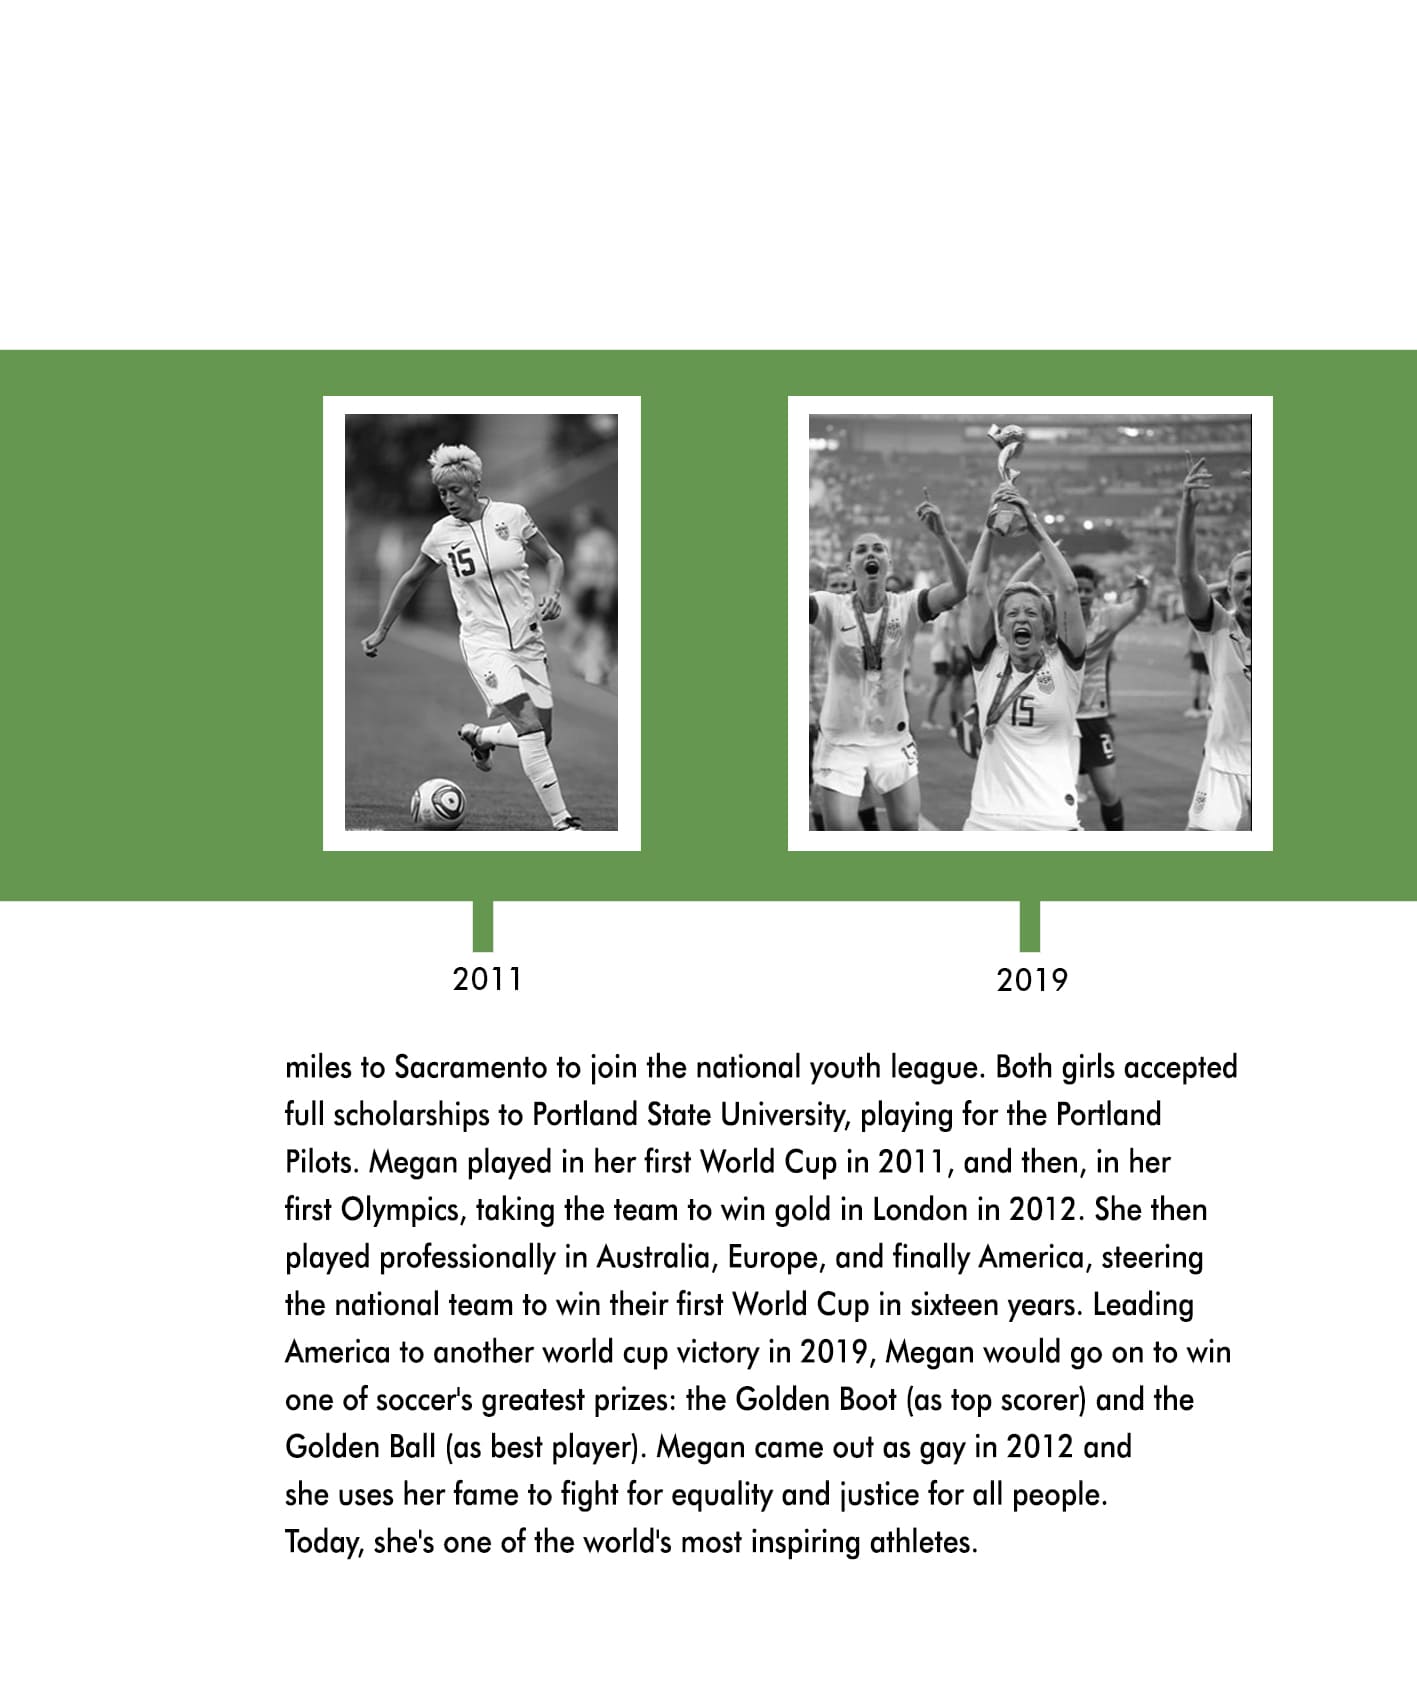 15
15
13
2
2011
2019
miles to Sacramento to join the national youth league. Both girls accepted
full scholarships to Portland State University, playing for the Portland
Pilots. Megan played in her first World Cup in 2011, and then, in her
first Olympics, taking the team to win gold in London in 2012. She then
played professionally in Australia, Europe, and finally America, steering
the national team to win their first World Cup in sixteen years. Leading
America to another world cup victory in 2019, Megan would go on to win
one of soccer's greatest prizes: the Golden Boot (as top scorer) and the
Golden Ball (as best player). Megan came out as gay in 2012 and
she uses her fame to fight for equality and justice for all people.
Today, she's one of the world's most inspiring athletes.